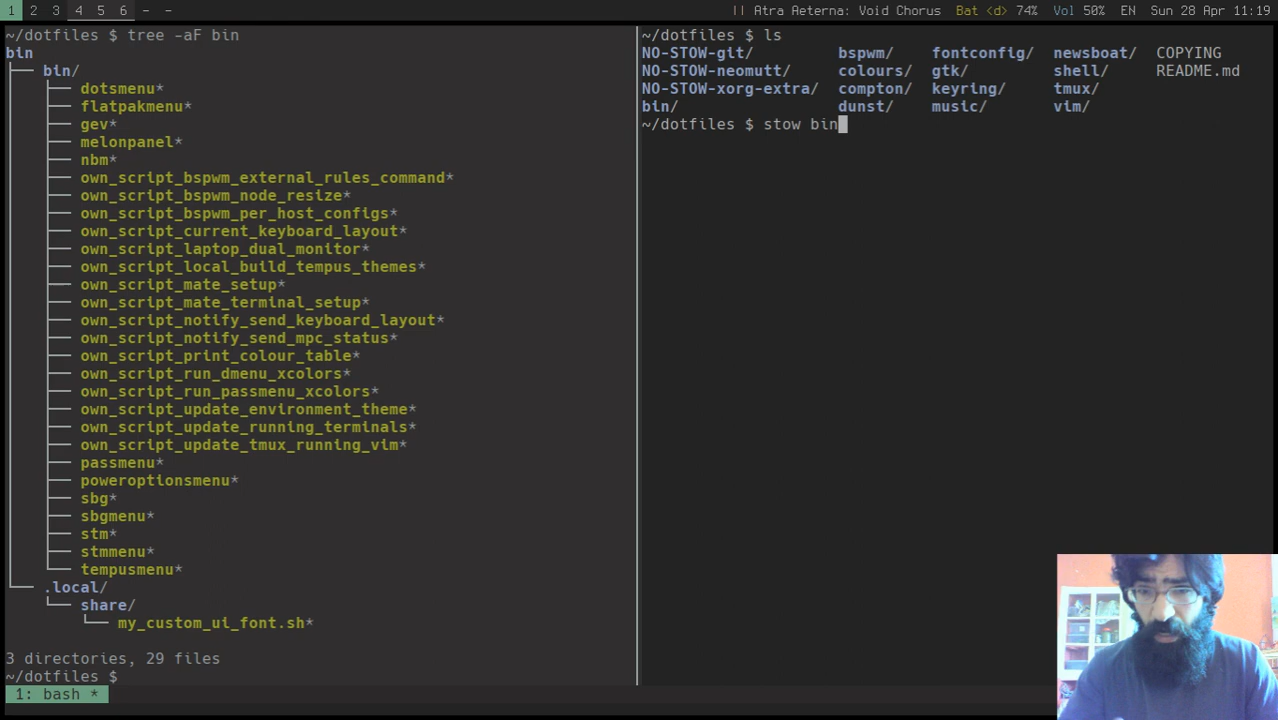 1 2 3 4 5 6 - - || Atra Aeterna: Void Chorus Bat <d> 74% Vol 50% EN Sun 28 Apr 11:19
~/dotfiles $ tree -aF bin
bin
├── bin/
│   ├── dotsmenu*
│   ├── flatpakmenu*
│   ├── gev*
│   ├── melonpanel*
│   ├── nbm*
│   ├── own_script_bspwm_external_rules_command*
│   ├── own_script_bspwm_node_resize*
│   ├── own_script_bspwm_per_host_configs*
│   ├── own_script_current_keyboard_layout*
│   ├── own_script_laptop_dual_monitor*
│   ├── own_script_local_build_tempus_themes*
│   ├── own_script_mate_setup*
│   ├── own_script_mate_terminal_setup*
│   ├── own_script_notify_send_keyboard_layout*
│   ├── own_script_notify_send_mpc_status*
│   ├── own_script_print_colour_table*
│   ├── own_script_run_dmenu_xcolors*
│   ├── own_script_run_passmenu_xcolors*
│   ├── own_script_update_environment_theme*
│   ├── own_script_update_running_terminals*
│   ├── own_script_update_tmux_running_vim*
│   ├── passmenu*
│   ├── poweroptionsmenu*
│   ├── sbg*
│   ├── sbgmenu*
│   ├── stm*
│   ├── stmmenu*
│   └── tempusmenu*
└── .local/
    └── share/
        └── my_custom_ui_font.sh*
3 directories, 29 files
~/dotfiles $
~/dotfiles $ ls
NO-STOW-git/ bspwm/ fontconfig/ newsboat/ COPYING
NO-STOW-neomutt/ colours/ gtk/ shell/ README.md
NO-STOW-xorg-extra/ compton/ keyring/ tmux/
bin/ dunst/ music/ vim/
~/dotfiles $ stow bin
1: bash *